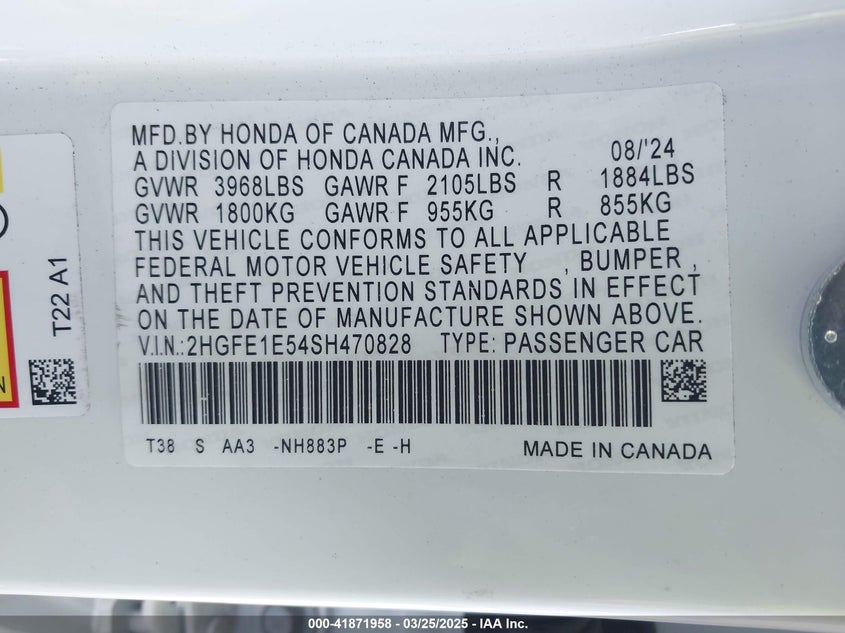 MFD.BY HONDA OF CANADA MFG.,
A DIVISION OF HONDA CANADA INC. 08/'24
GVWR 3968LBS GAWR F 2105LBS R 1884LBS
GVWR 1800KG GAWR F 955KG R 855KG
THIS VEHICLE CONFORMS TO ALL APPLICABLE
FEDERAL MOTOR VEHICLE SAFETY , BUMPER ,
AND THEFT PREVENTION STANDARDS IN EFFECT
ON THE DATE OF MANUFACTURE SHOWN ABOVE.
V.I.N.:2HGFE1E54SH470828 TYPE: PASSENGER CAR
T38 S AA3 -NH883P -E -H MADE IN CANADA
T22 A1
000-41871958 - 03/25/2025 - IAA Inc.